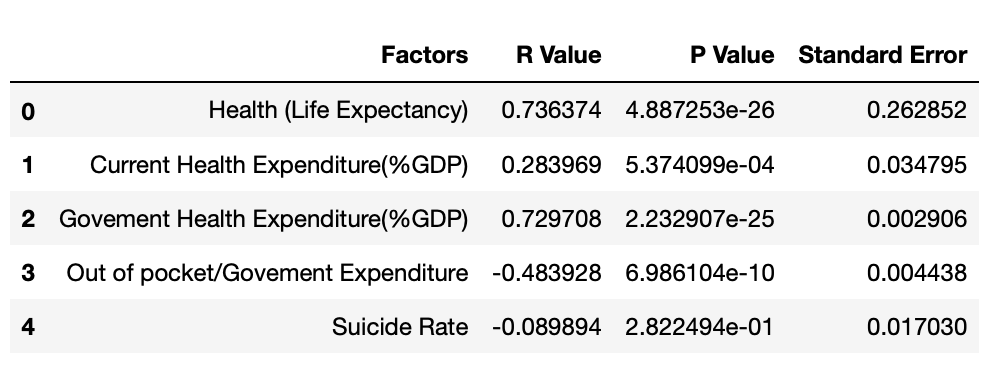 Factors R Value P Value Standard Error
0 Health (Life Expectancy) 0.736374 4.887253e-26 0.262852
1 Current Health Expenditure(%GDP) 0.283969 5.374099e-04 0.034795
2 Govement Health Expenditure(%GDP) 0.729708 2.232907e-25 0.002906
3 Out of pocket/Govement Expenditure -0.483928 6.986104e-10 0.004438
4 Suicide Rate -0.089894 2.822494e-01 0.017030